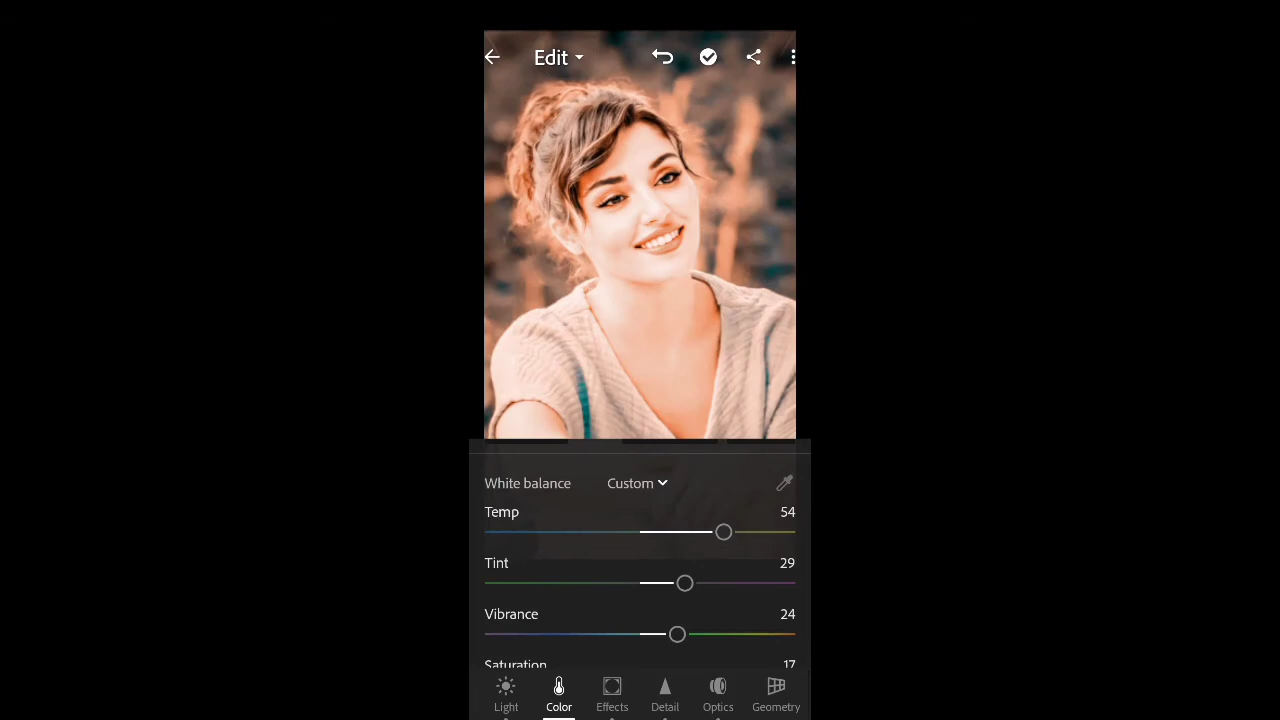 Edit
White balance Custom
Temp 54
Tint 29
Vibrance 24
Saturation 17
Light Color Effects Detail Optics Geometry